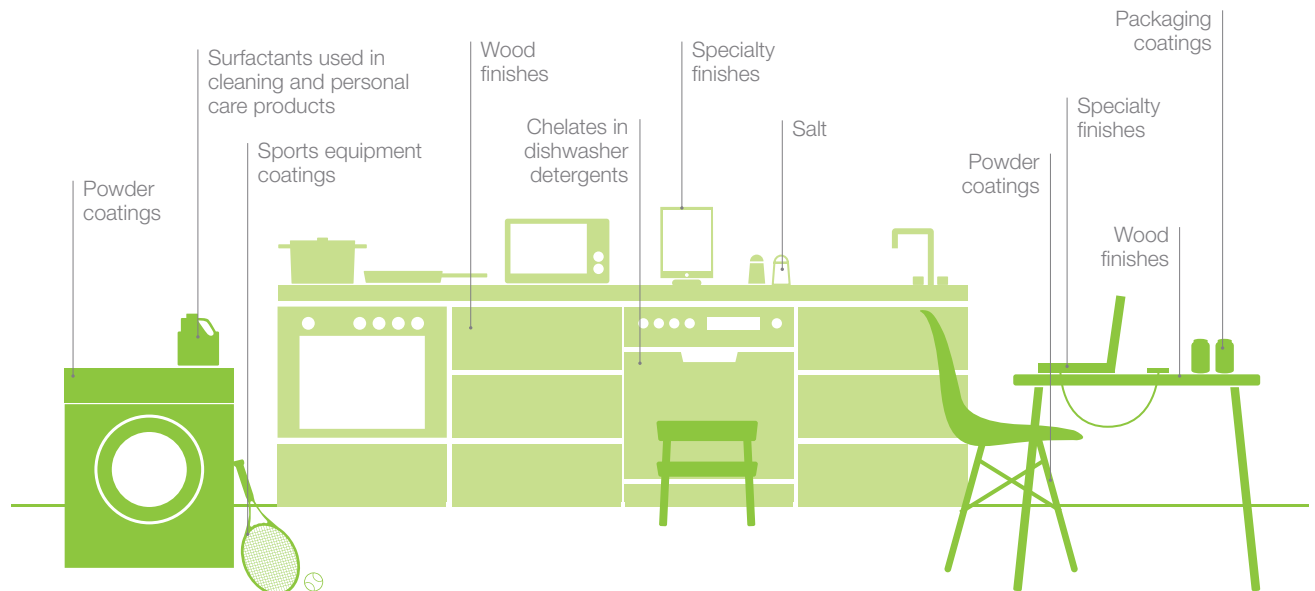 Powder
coatings
Surfactants used in
cleaning and personal
care products
Sports equipment
coatings
Wood
finishes
Chelates in
dishwasher
detergents
Specialty
finishes
Salt
Powder
coatings
Specialty
finishes
Packaging
coatings
Wood
finishes